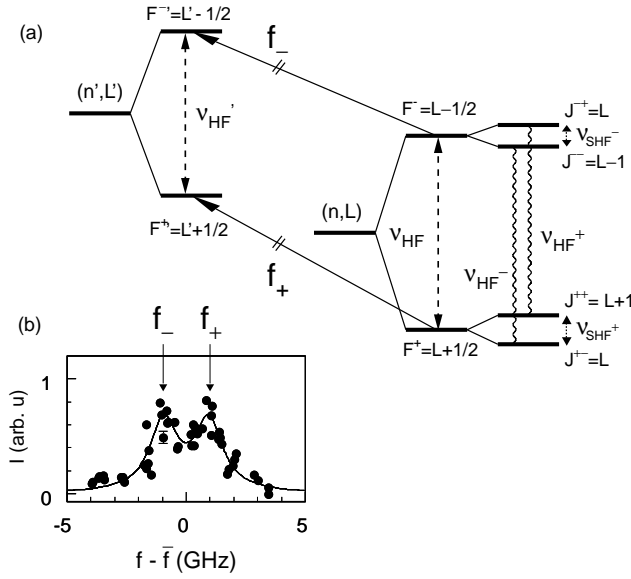 (a)
F⁻'=L'-1/2
f₋
(n',L')
ν_HF'
F⁺'=L'+1/2
f₊
F⁻=L−1/2
(n,L)
ν_HF
F⁺=L+1/2
J⁻⁺=L
ν_SHF⁻
J⁻⁻=L−1
ν_HF⁻
ν_HF⁺
J⁺⁺= L+1
ν_SHF⁺
J⁺⁻=L
(b)
f₋ f₊
I (arb. u)
1
0
-5 0 5
f - f̄ (GHz)